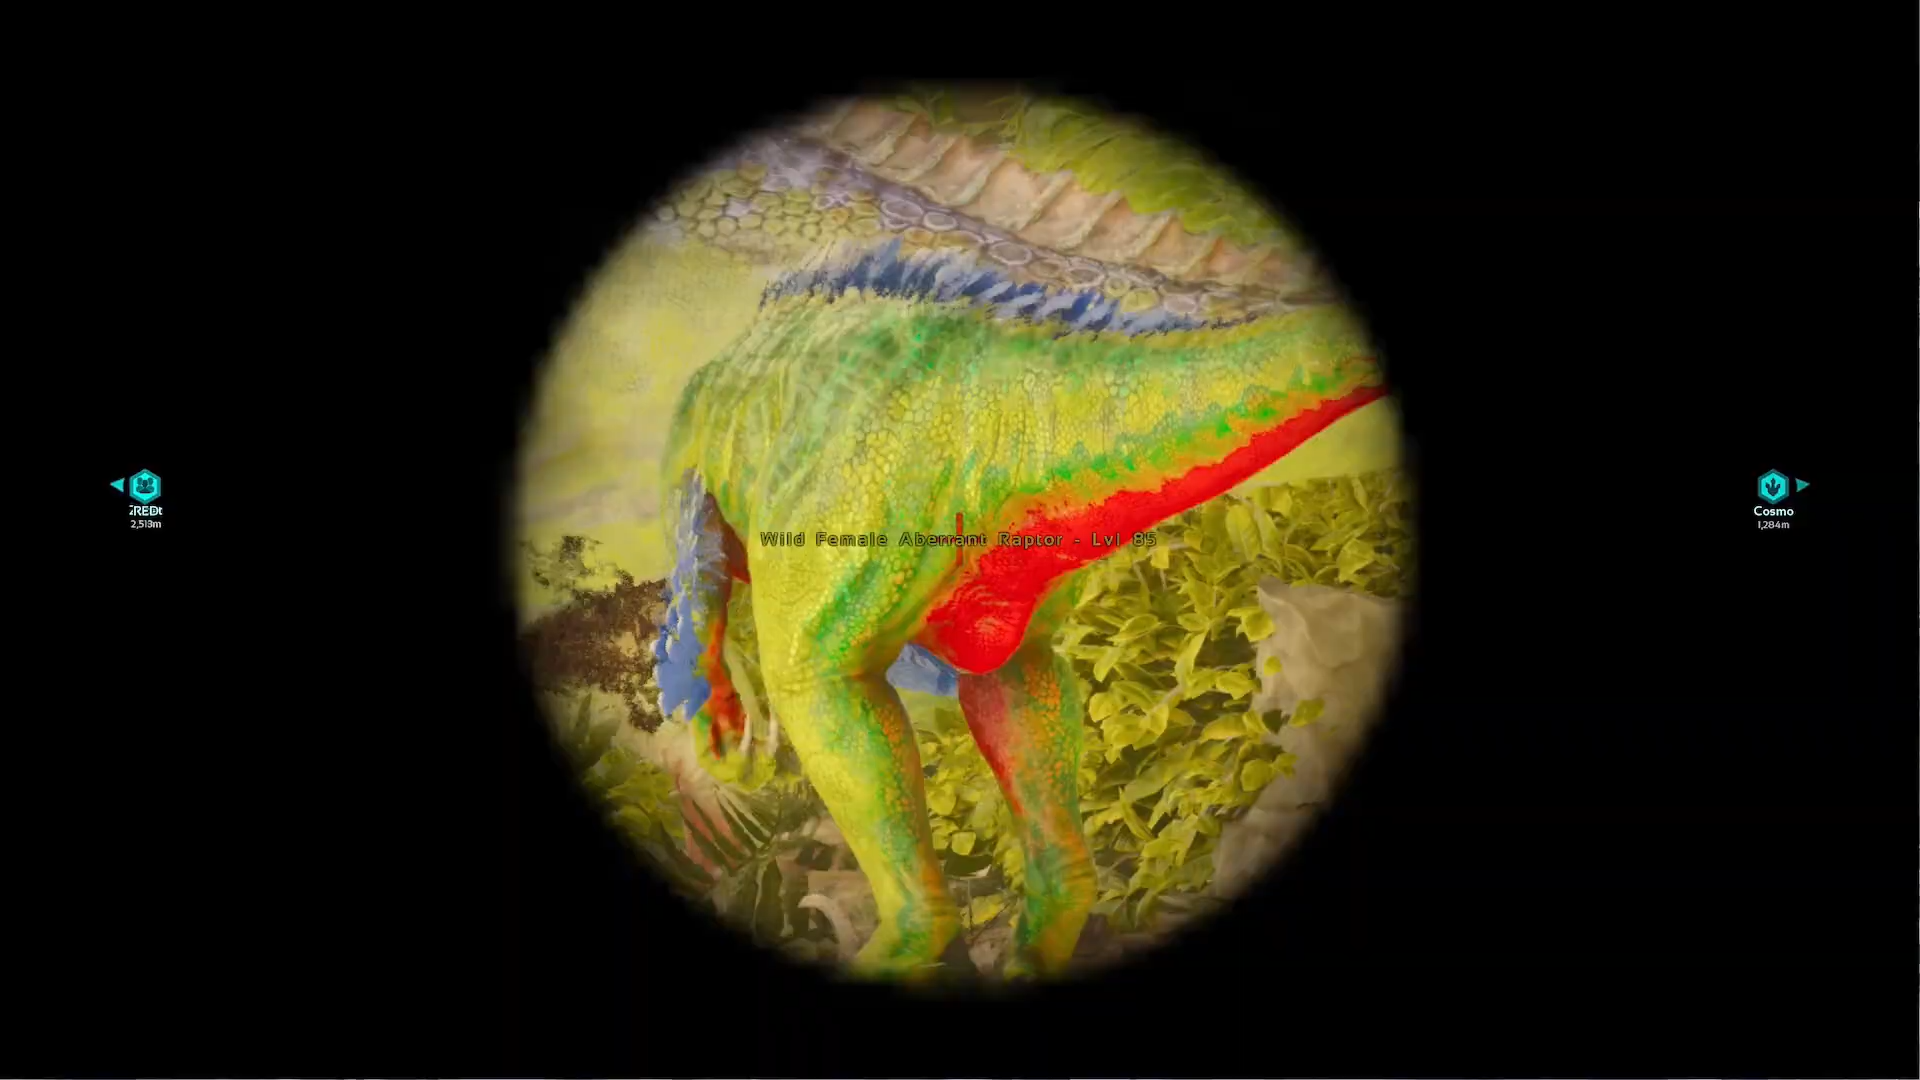 Wild Female Aberrant Raptor - Lvl 85
2,513m
Cosmo
1,284m